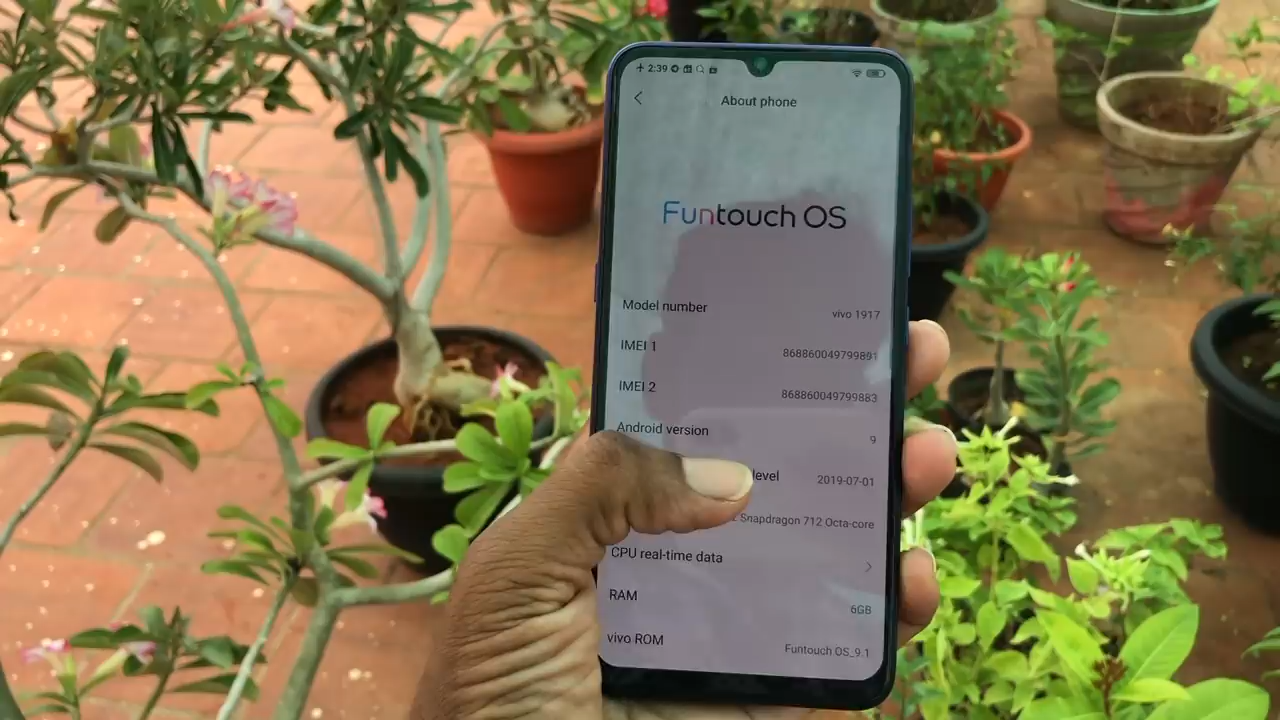 2:39
About phone
Funtouch OS
Model number vivo 1917
IMEI 1 868860049799891
IMEI 2 868860049799883
Android version 9
level 2019-07-01
Snapdragon 712 Octa-core
CPU real-time data
RAM 6GB
vivo ROM Funtouch OS_9.1